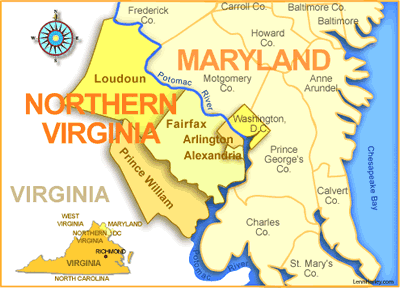 Frederick
Co.
Carroll Co.
Baltimore Co.
Baltimore
Howard
Co.
MARYLAND
Loudoun
Potomac
River
Motgomery
Co.
Anne
Arundel
NORTHERN
VIRGINIA
Fairfax
Arlington
Alexandria
Washington,
D.C.
Prince William
Prince
George's
Co.
Chesapeake Bay
VIRGINIA
Calvert
Co.
Charles
Co.
St. Mary's
Co.
Potomac
River
WEST
VIRGINIA
MARYLAND
NORTHERN
VIRGINIA
DC
RICHMOND
VIRGINIA
NORTH CAROLINA
LennHarley.com